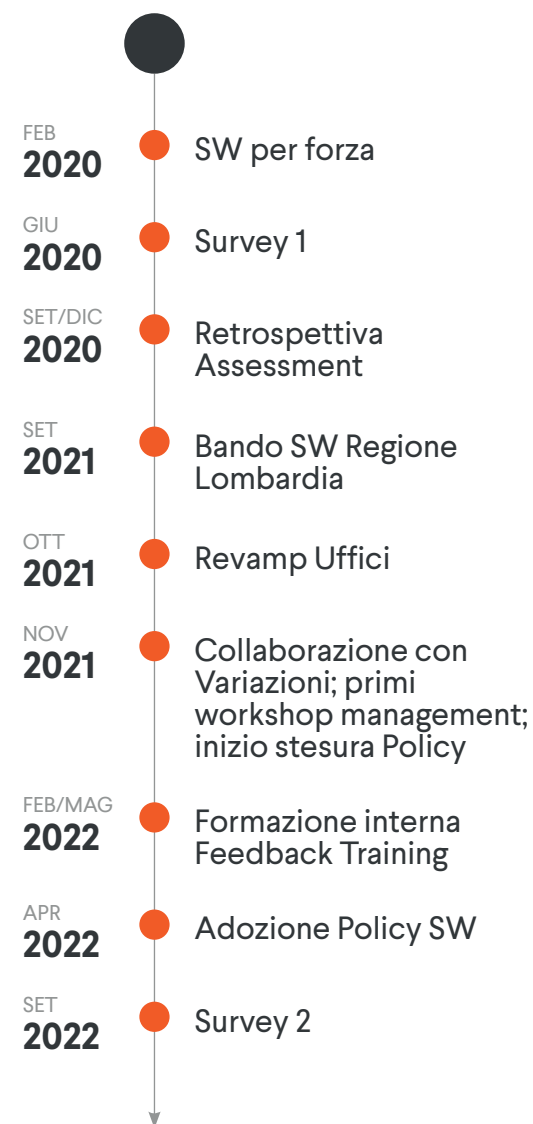 FEB
2020
SW per forza
GIU
2020
Survey 1
SET/DIC
2020
Retrospettiva
Assessment
SET
2021
Bando SW Regione
Lombardia
OTT
2021
Revamp Uffici
NOV
2021
Collaborazione con
Variazioni; primi
workshop management;
inizio stesura Policy
FEB/MAG
2022
Formazione interna
Feedback Training
APR
2022
Adozione Policy SW
SET
2022
Survey 2